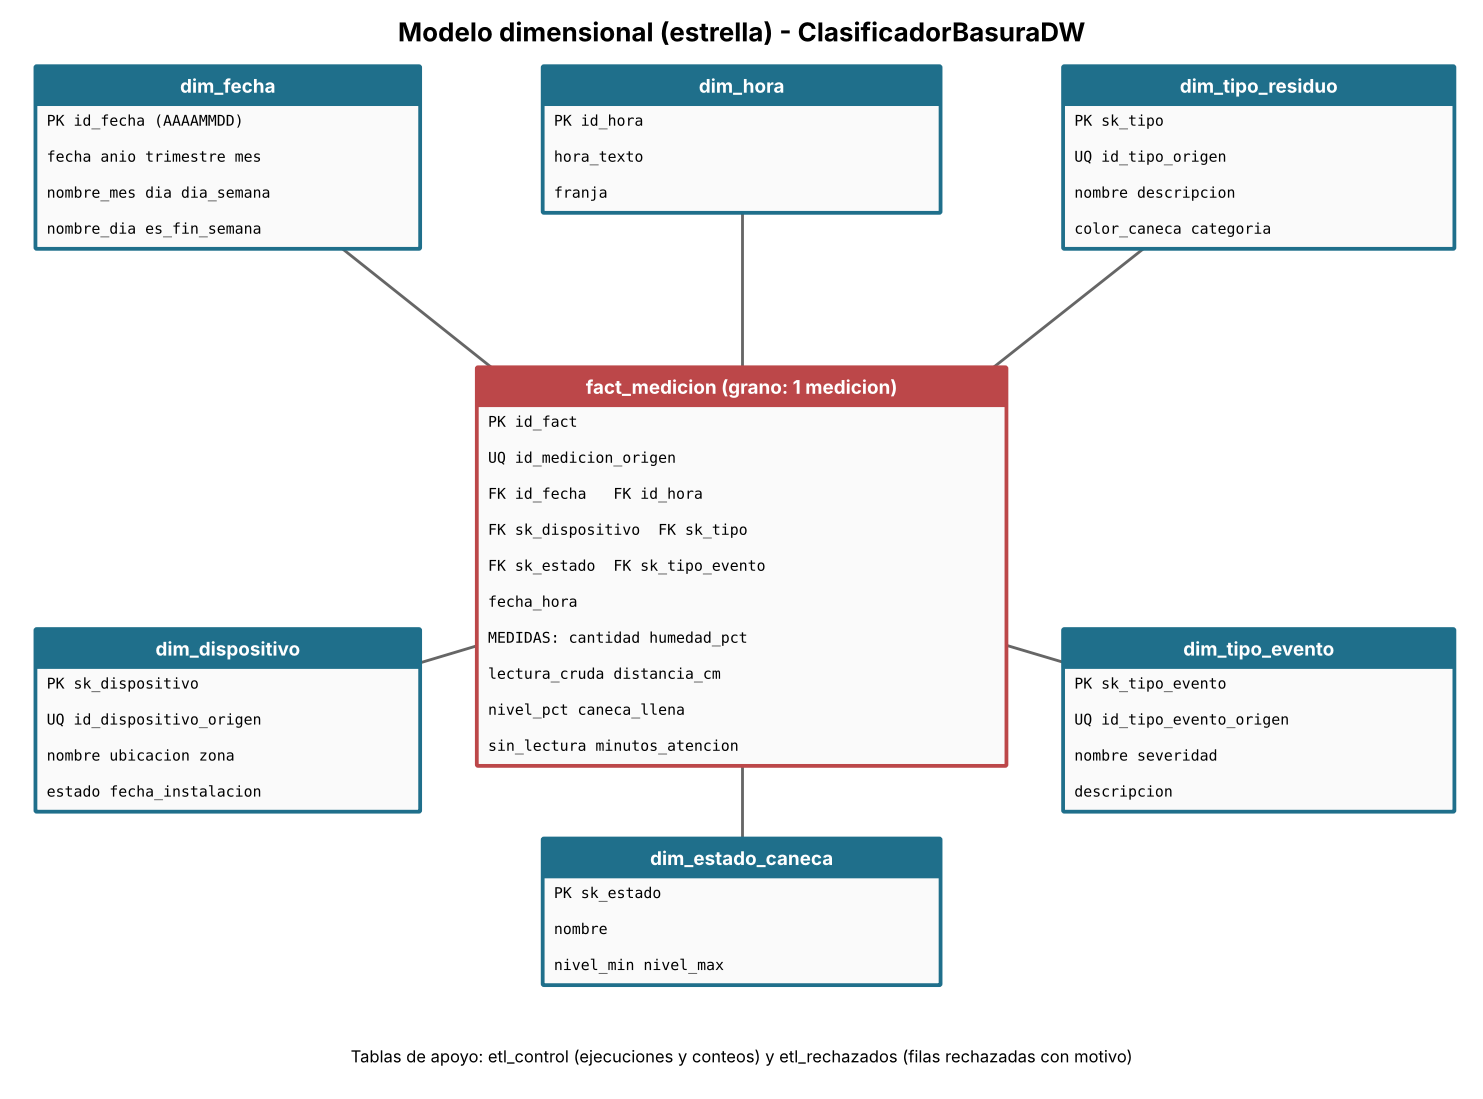 Modelo dimensional (estrella) - ClasificadorBasuraDW
dim_fecha
PK id_fecha (AAAAMMDD)
fecha anio trimestre mes
nombre_mes dia dia_semana
nombre_dia es_fin_semana
dim_hora
PK id_hora
hora_texto
franja
dim_tipo_residuo
PK sk_tipo
UQ id_tipo_origen
nombre descripcion
color_caneca categoria
fact_medicion (grano: 1 medicion)
PK id_fact
UQ id_medicion_origen
FK id_fecha   FK id_hora
FK sk_dispositivo  FK sk_tipo
FK sk_estado  FK sk_tipo_evento
fecha_hora
MEDIDAS: cantidad humedad_pct
lectura_cruda distancia_cm
nivel_pct caneca_llena
sin_lectura minutos_atencion
dim_dispositivo
PK sk_dispositivo
UQ id_dispositivo_origen
nombre ubicacion zona
estado fecha_instalacion
dim_tipo_evento
PK sk_tipo_evento
UQ id_tipo_evento_origen
nombre severidad
descripcion
dim_estado_caneca
PK sk_estado
nombre
nivel_min nivel_max
Tablas de apoyo: etl_control (ejecuciones y conteos) y etl_rechazados (filas rechazadas con motivo)